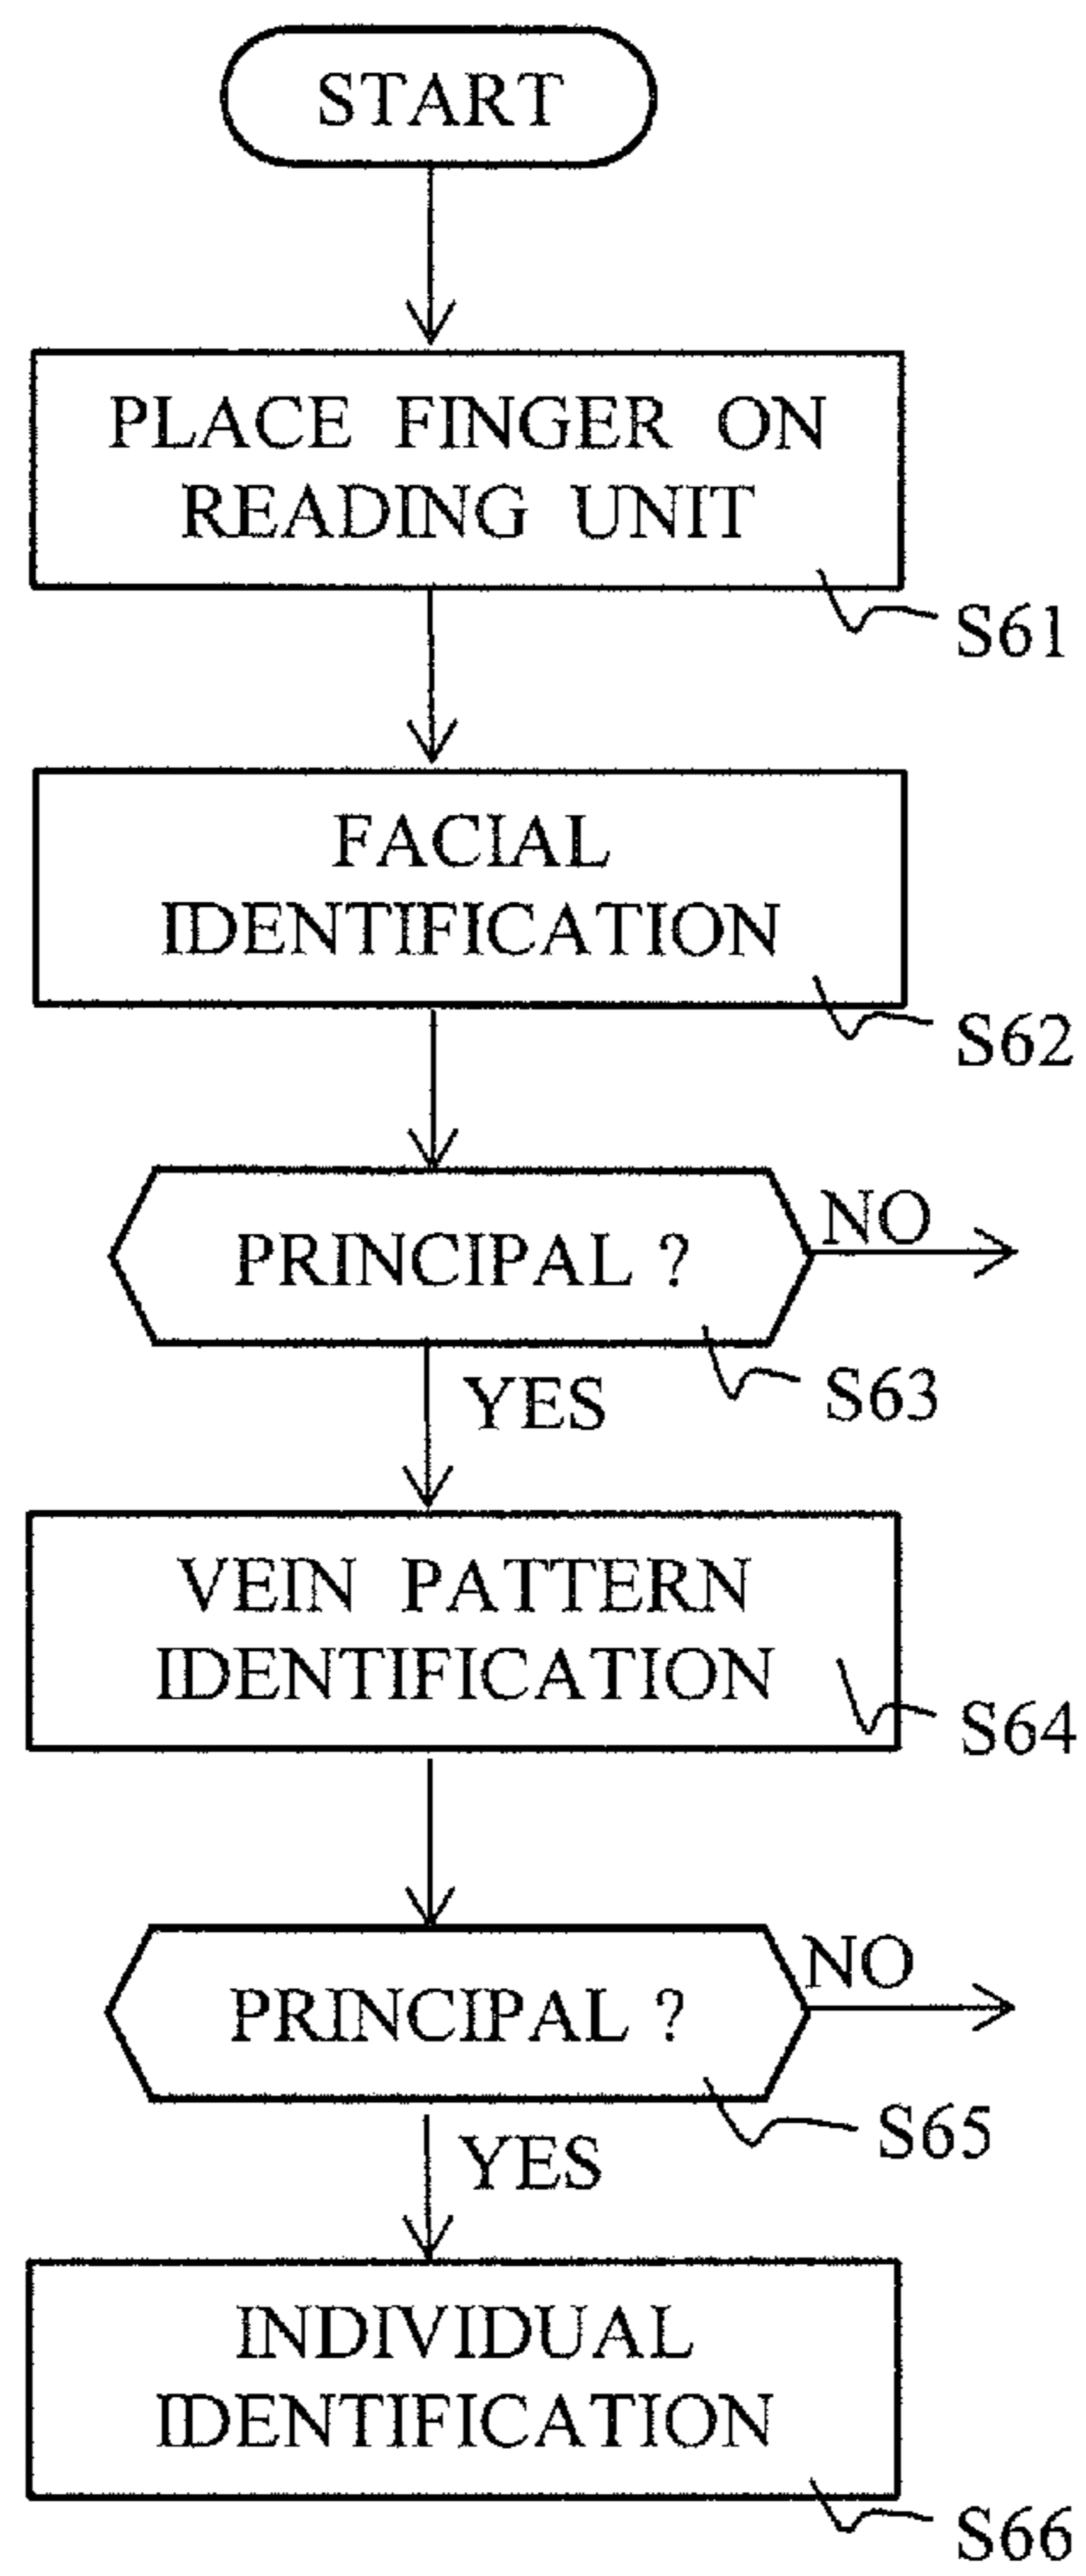 START
PLACE FINGER ON
READING UNIT
S61
FACIAL
IDENTIFICATION
S62
PRINCIPAL ?
NO
S63
YES
VEIN PATTERN
IDENTIFICATION
S64
PRINCIPAL ?
NO
S65
YES
INDIVIDUAL
IDENTIFICATION
S66